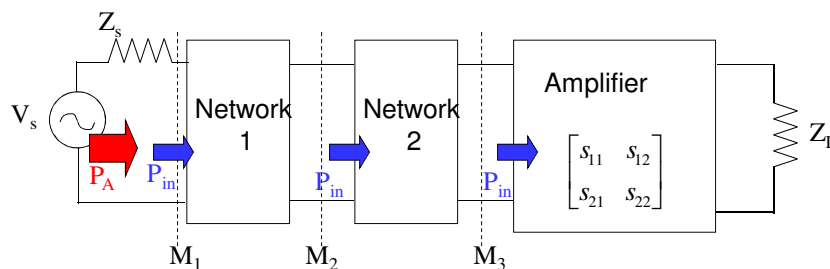 Z_s
V_s
P_A
P_in
Network
1
P_in
Network
2
P_in
Amplifier
s_11 s_12
s_21 s_22
Z_L
M_1
M_2
M_3